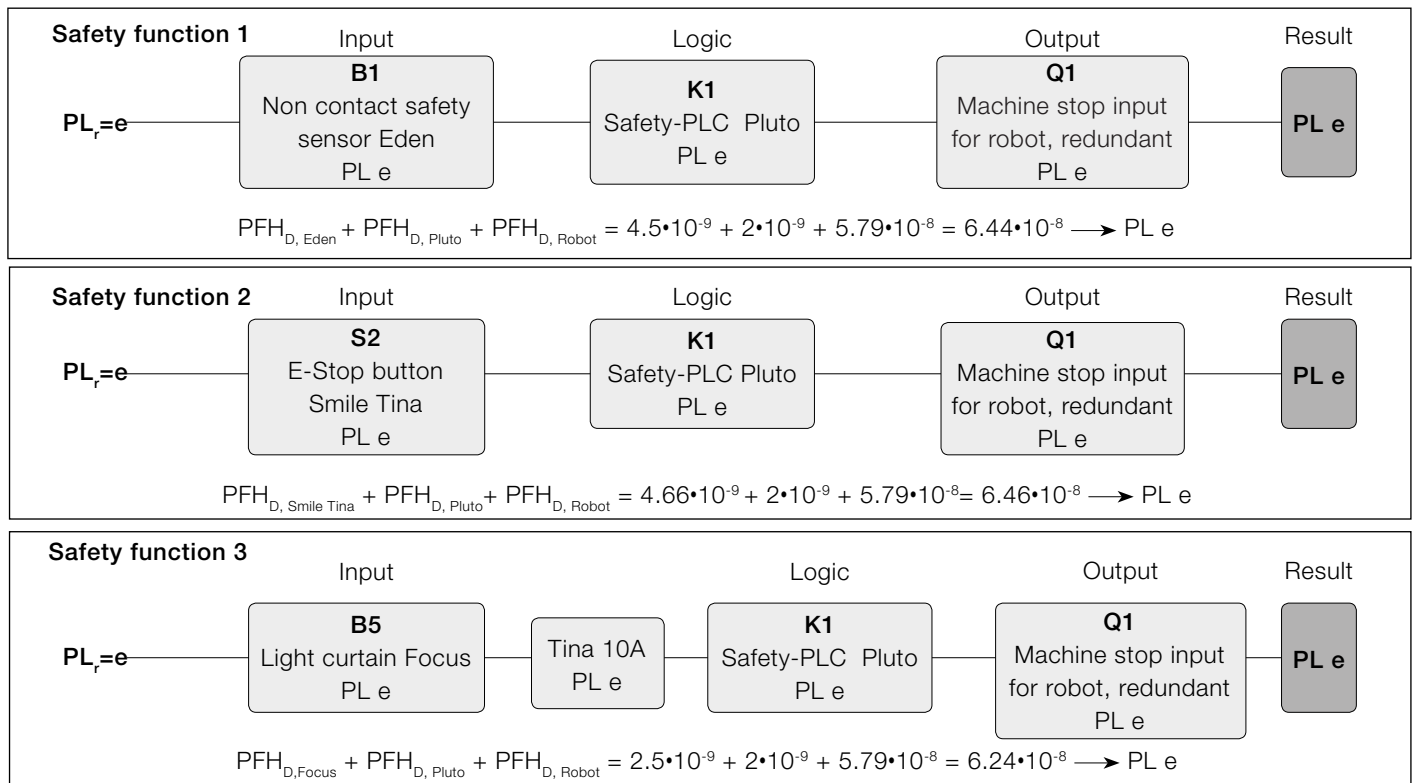 Safety function 1
Input
Logic
Output
Result
PLr=e
B1
Non contact safety
sensor Eden
PL e
K1
Safety-PLC Pluto
PL e
Q1
Machine stop input
for robot, redundant
PL e
PL e
PFHD, Eden + PFHD, Pluto + PFHD, Robot = 4.5•10-9 + 2•10-9 + 5.79•10-8 = 6.44•10-8 → PL e
Safety function 2
Input
Logic
Output
Result
PLr=e
S2
E-Stop button
Smile Tina
PL e
K1
Safety-PLC Pluto
PL e
Q1
Machine stop input
for robot, redundant
PL e
PL e
PFHD, Smile Tina + PFHD, Pluto+ PFHD, Robot = 4.66•10-9 + 2•10-9 + 5.79•10-8= 6.46•10-8 → PL e
Safety function 3
Input
Logic
Output
Result
PLr=e
B5
Light curtain Focus
PL e
Tina 10A
PL e
K1
Safety-PLC Pluto
PL e
Q1
Machine stop input
for robot, redundant
PL e
PL e
PFHD,Focus + PFHD, Pluto + PFHD, Robot = 2.5•10-9 + 2•10-9 + 5.79•10-8 = 6.24•10-8 → PL e